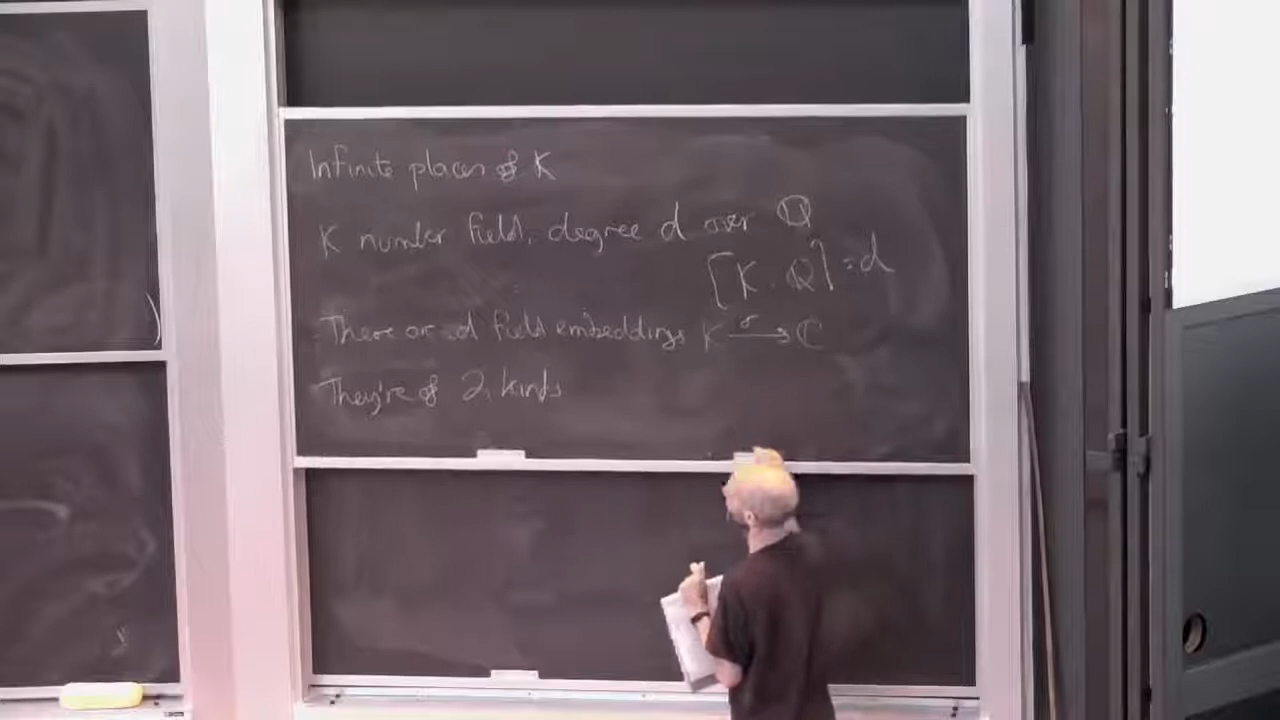 Infinite places of K
K number field, degree d over ℚ
[K : ℚ] = d
There are d field embeddings K —σ→ ℂ
They're of 2 kinds